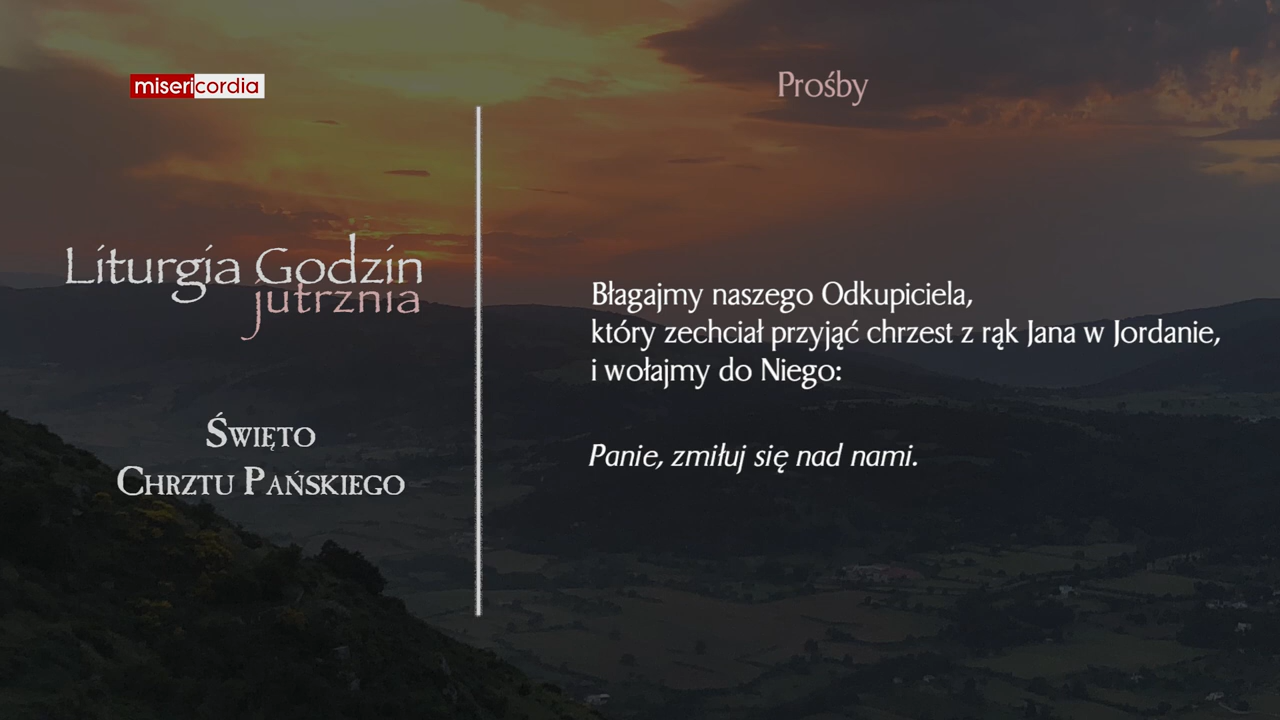 misericordia
Liturgia Godzin
jutrznia
Święto
Chrztu Pańskiego
Prośby
Błagajmy naszego Odkupiciela,
który zechciał przyjąć chrzest z rąk Jana w Jordanie,
i wołajmy do Niego:
Panie, zmiłuj się nad nami.